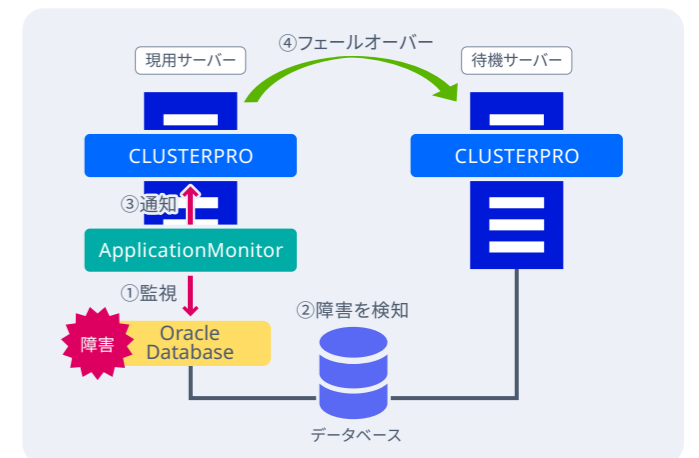 ④フェールオーバー
現用サーバー
待機サーバー
CLUSTERPRO
CLUSTERPRO
③通知
ApplicationMonitor
①監視
②障害を検知
障害
Oracle
Database
データベース